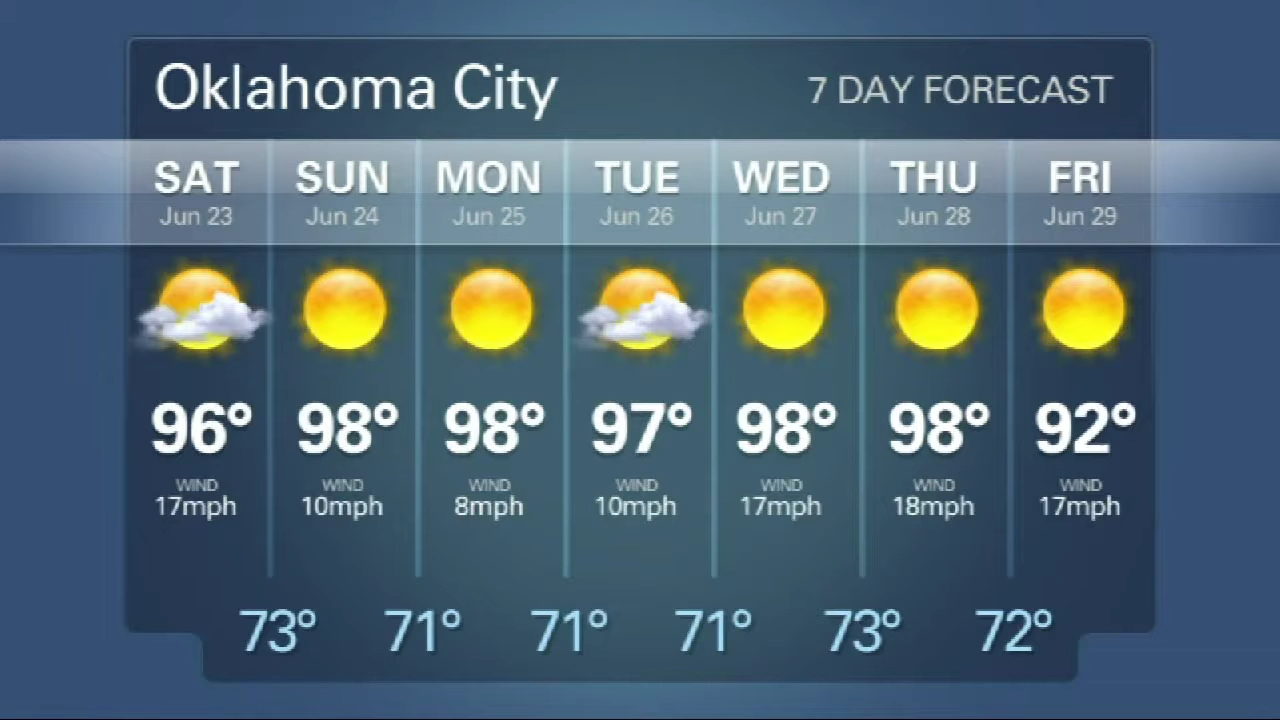 Oklahoma City
7 DAY FORECAST
SAT SUN MON TUE WED THU FRI
Jun 23 Jun 24 Jun 25 Jun 26 Jun 27 Jun 28 Jun 29
96° 98° 98° 97° 98° 98° 92°
WIND WIND WIND WIND WIND WIND WIND
17mph 10mph 8mph 10mph 17mph 18mph 17mph
73° 71° 71° 71° 73° 72°